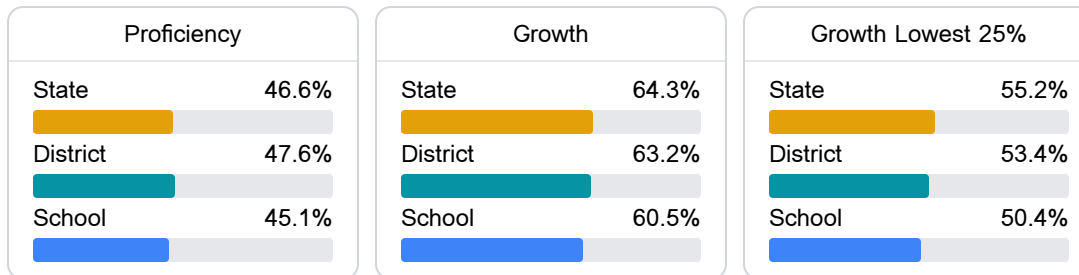 Proficiency
State 46.6%
District 47.6%
School 45.1%
Growth
State 64.3%
District 63.2%
School 60.5%
Growth Lowest 25%
State 55.2%
District 53.4%
School 50.4%